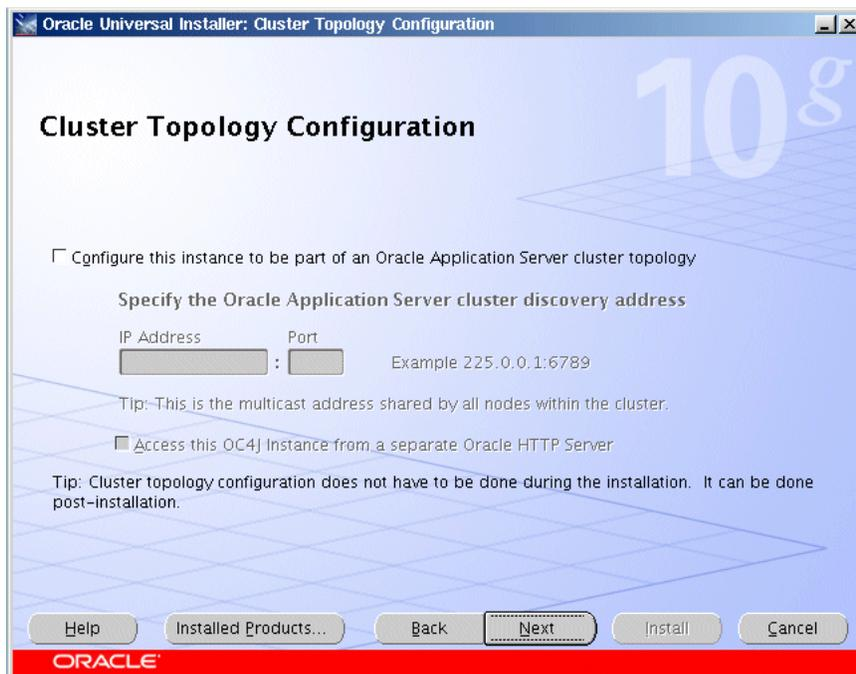 Oracle Universal Installer: Cluster Topology Configuration
10g
Cluster Topology Configuration
Configure this instance to be part of an Oracle Application Server cluster topology
Specify the Oracle Application Server cluster discovery address
IP Address Port
: Example 225.0.0.1:6789
Tip: This is the multicast address shared by all nodes within the cluster.
Access this OC4J Instance from a separate Oracle HTTP Server
Tip: Cluster topology configuration does not have to be done during the installation. It can be done
post-installation.
Help Installed Products... Back Next Install Cancel
ORACLE